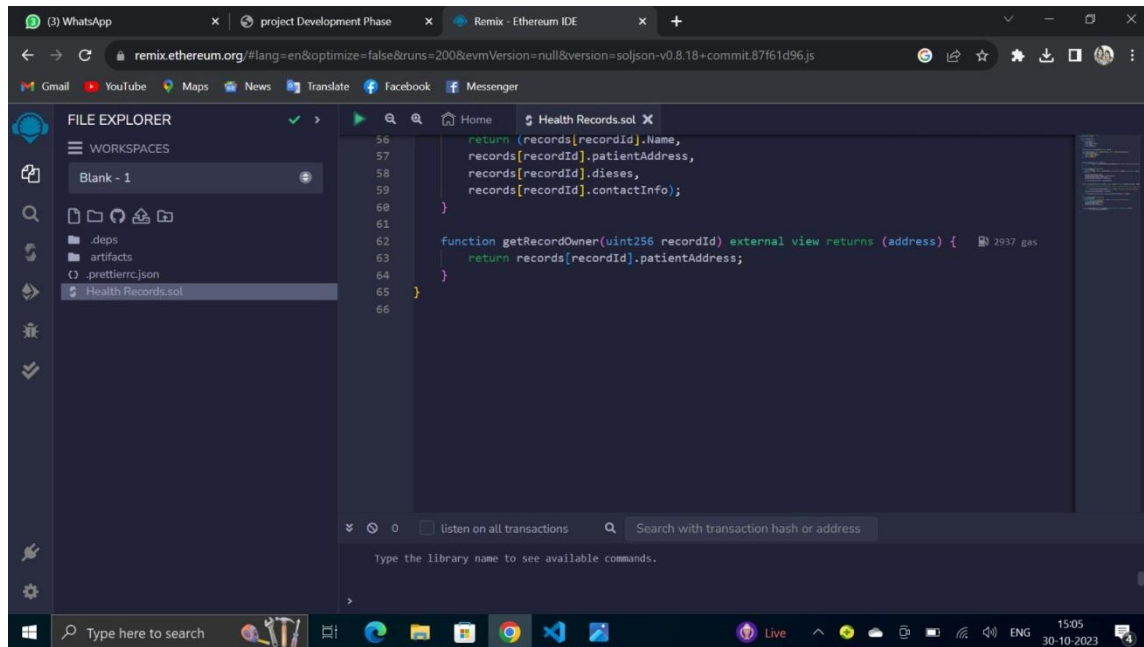 (3) WhatsApp
project Development Phase
Remix - Ethereum IDE
remix.ethereum.org/#lang=en&optimize=false&runs=200&evmVersion=null&version=soljson-v0.8.18+commit.87f61d96.js
Gmail YouTube Maps News Translate Facebook Messenger
FILE EXPLORER
WORKSPACES
Blank - 1
.deps
artifacts
.prettierrc.json
Health Records.sol
Home Health Records.sol
56 return (records[recordId].Name,
57 records[recordId].patientAddress,
58 records[recordId].dieses,
59 records[recordId].contactInfo);
60 }
61
62 function getRecordOwner(uint256 recordId) external view returns (address) { 2937 gas
63 return records[recordId].patientAddress;
64 }
65 }
66
0 listen on all transactions Search with transaction hash or address
Type the library name to see available commands.
>
Type here to search
Live
ENG
15:05
30-10-2023
4